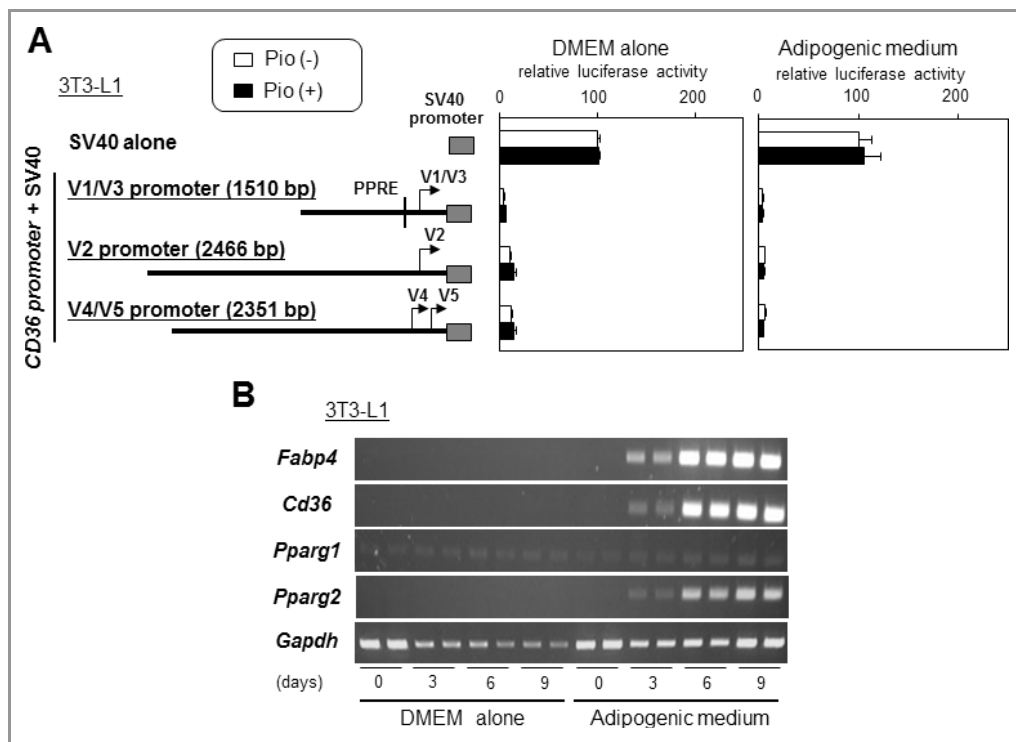 A
Pio (-)
Pio (+)
3T3-L1
DMEM alone
relative luciferase activity
Adipogenic medium
relative luciferase activity
SV40
promoter
0 100 200
0 100 200
CD36 promoter + SV40
SV40 alone
V1/V3 promoter (1510 bp)
PPRE
V1/V3
V2 promoter (2466 bp)
V2
V4/V5 promoter (2351 bp)
V4 V5
B
3T3-L1
Fabp4
Cd36
Pparg1
Pparg2
Gapdh
(days) 0 3 6 9 0 3 6 9
DMEM alone Adipogenic medium